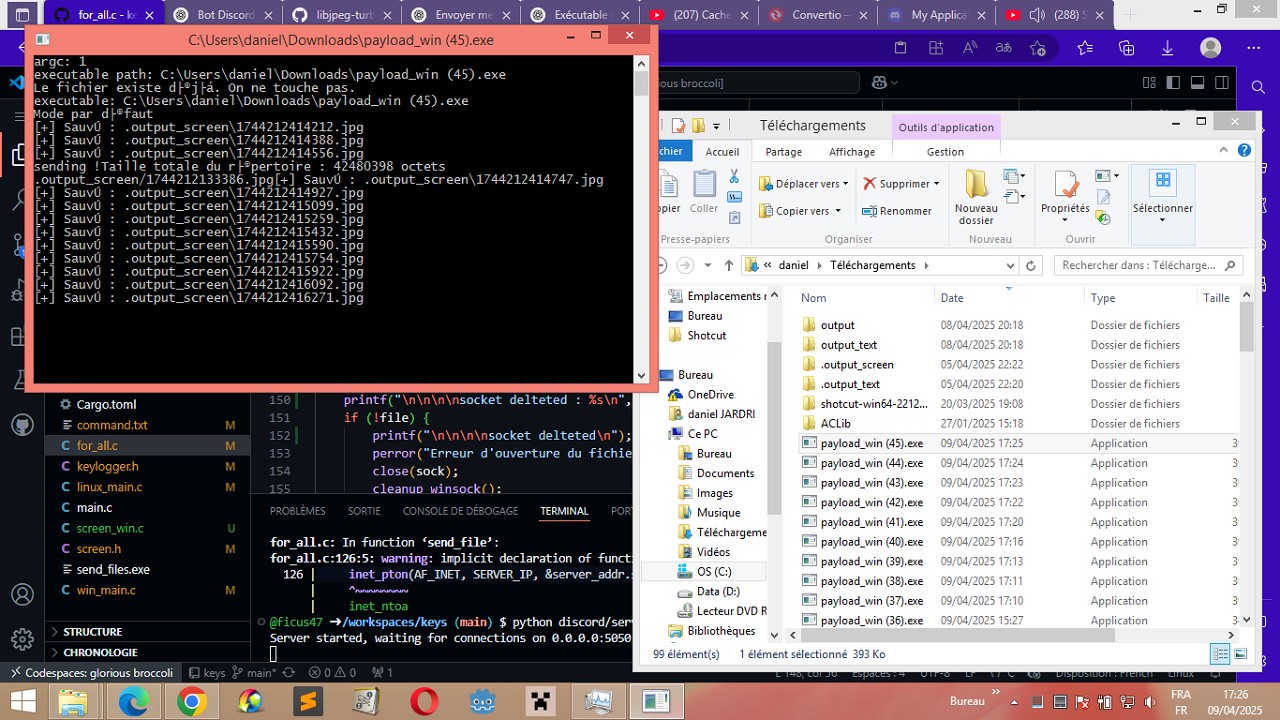 for_all.c - ke
Bot Discord
libjpeg-turb
Envoyer me
Exécutable
(207) Cache
Convertio –
My Applica
(288)
C:\Users\daniel\Downloads\payload_win (45).exe
argc: 1
executable path: C:\Users\daniel\Downloads\payload_win (45).exe
Le fichier existe d├®j├á. On ne touche pas.
executable: C:\Users\daniel\Downloads\payload_win (45).exe
Mode par d├®faut
[+] SauvÚ : .output_screen\1744212414212.jpg
[+] SauvÚ : .output_screen\1744212414388.jpg
[+] SauvÚ : .output_screen\1744212414556.jpg
sending !Taille totale du r├®pertoire : 42480398 octets
.output_screen/1744212133386.jpg[+] SauvÚ : .output_screen\1744212414747.jpg
[+] SauvÚ : .output_screen\1744212414927.jpg
[+] SauvÚ : .output_screen\1744212415099.jpg
[+] SauvÚ : .output_screen\1744212415259.jpg
[+] SauvÚ : .output_screen\1744212415432.jpg
[+] SauvÚ : .output_screen\1744212415590.jpg
[+] SauvÚ : .output_screen\1744212415754.jpg
[+] SauvÚ : .output_screen\1744212415922.jpg
[+] SauvÚ : .output_screen\1744212416092.jpg
[+] SauvÚ : .output_screen\1744212416271.jpg
ious broccoli]
Téléchargements
Outils d'application
chier
Accueil
Partage
Affichage
Gestion
opier
Coller
Déplacer vers
Copier vers
Supprimer
Renommer
Nouveau
dossier
Propriétés
Sélectionner
Presse-papiers
Organiser
Nouveau
Ouvrir
« daniel
Téléchargements
Rechercher dans : Télécharge...
Emplacements r
Bureau
Shotcut
Bureau
OneDrive
daniel JARDRI
Ce PC
Bureau
Documents
Images
Musique
Téléchargeme
Vidéos
OS (C:)
Data (D:)
Lecteur DVD R
Bibliothèques
Nom Date Type Taille
output 08/04/2025 20:18 Dossier de fichiers
output_text 08/04/2025 20:18 Dossier de fichiers
.output_screen 05/04/2025 22:22 Dossier de fichiers
.output_text 05/04/2025 22:20 Dossier de fichiers
shotcut-win64-2212... 20/03/2025 19:08 Dossier de fichiers
ACLib 27/01/2025 15:18 Dossier de fichiers
payload_win (45).exe 09/04/2025 17:25 Application 3
payload_win (44).exe 09/04/2025 17:24 Application 3
payload_win (43).exe 09/04/2025 17:23 Application 3
payload_win (42).exe 09/04/2025 17:22 Application 3
payload_win (41).exe 09/04/2025 17:20 Application 3
payload_win (40).exe 09/04/2025 17:16 Application 3
payload_win (39).exe 09/04/2025 17:13 Application 3
payload_win (38).exe 09/04/2025 17:11 Application 3
payload_win (37).exe 09/04/2025 17:10 Application 3
payload_win (36).exe 09/04/2025 15:27 Application 3
99 élément(s) 1 élément sélectionné 393 Ko
Cargo.toml
command.txt M
C for_all.c M
C keylogger.h M
C linux_main.c M
C main.c
C screen_win.c U
C screen.h M
send_files.exe
C win_main.c M
STRUCTURE
CHRONOLOGIE
150 printf("\n\n\n\nsocket delteted : %s\n",
151 if (!file) {
152 printf("\n\n\n\nsocket delteted\n");
153 perror("Erreur d'ouverture du fichie
154 close(sock);
155 cleanup_winsock();
PROBLÈMES SORTIE CONSOLE DE DÉBOGAGE TERMINAL PORT
for_all.c: In function ‘send_file’:
for_all.c:126:5: warning: implicit declaration of functi
126 | inet_pton(AF_INET, SERVER_IP, &server_addr.s
| ^~~~~~~~~
| inet_ntoa
@ficus47 ➜/workspaces/keys (main) $ python discord/serv
Server started, waiting for connections on 0.0.0.0:5050
Codespaces: glorious broccoli
keys
main*
0 0
1
L 148, col 56 Espaces : 4 UTF-8 LF C Disposition : French Linux
Bureau
FRA
FR
17:26
09/04/2025